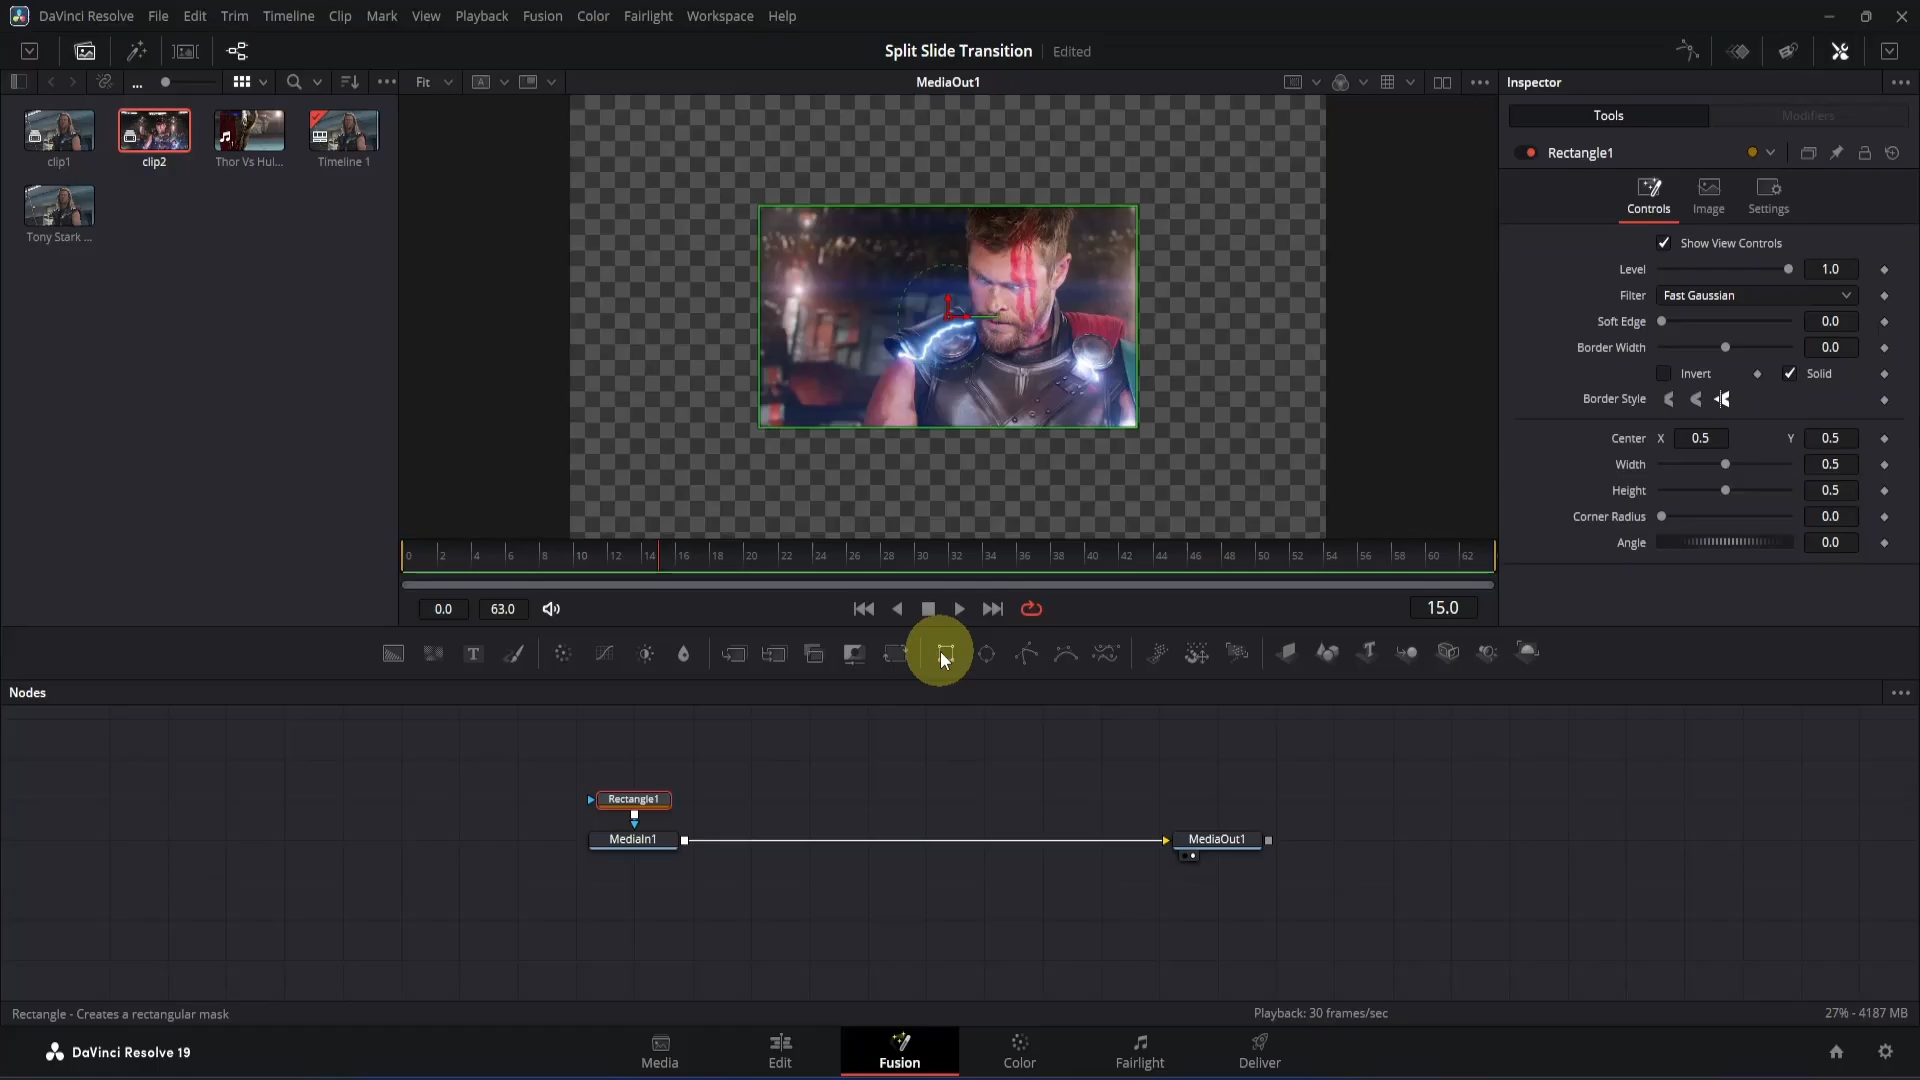 DaVinci Resolve File Edit Trim Timeline Clip Mark View Playback Fusion Color Fairlight Workspace Help
Split Slide Transition Edited
... Fit A MediaOut1 Inspector
clip1 clip2 Thor Vs Hul... Timeline 1
Tony Stark ...
Tools Modifiers
Rectangle1
Controls Image Settings
Show View Controls
Level 1.0
Filter Fast Gaussian
Soft Edge 0.0
Border Width 0.0
Invert Solid
Border Style
Center X 0.5 Y 0.5
Width 0.5
Height 0.5
Corner Radius 0.0
Angle 0.0
0 2 4 6 8 10 12 14 16 18 20 22 24 26 28 30 32 34 36 38 40 42 44 46 48 50 52 54 56 58 60 62
0.0 63.0 15.0
T
Nodes
Rectangle1
MediaIn1 MediaOut1
Rectangle - Creates a rectangular mask Playback: 30 frames/sec 27% - 4187 MB
DaVinci Resolve 19 Media Edit Fusion Color Fairlight Deliver